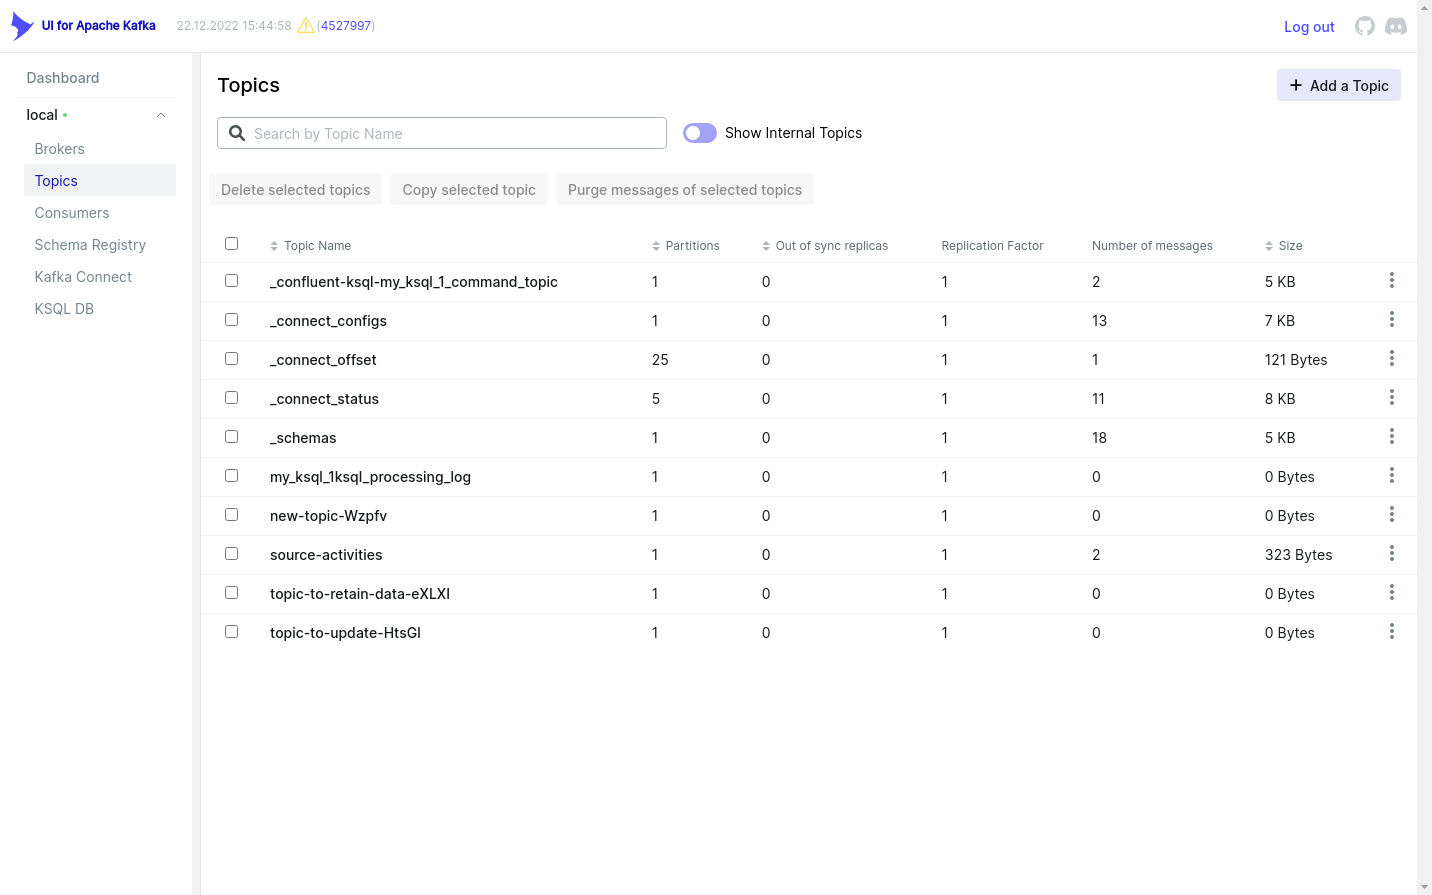 UI for Apache Kafka 22.12.2022 15:44:58 (4527997) Log out
Dashboard
local
Brokers
Topics
Consumers
Schema Registry
Kafka Connect
KSQL DB
Topics
Add a Topic
Search by Topic Name Show Internal Topics
Delete selected topics Copy selected topic Purge messages of selected topics
Topic Name Partitions Out of sync replicas Replication Factor Number of messages Size
_confluent-ksql-my_ksql_1_command_topic 1 0 1 2 5 KB
_connect_configs 1 0 1 13 7 KB
_connect_offset 25 0 1 1 121 Bytes
_connect_status 5 0 1 11 8 KB
_schemas 1 0 1 18 5 KB
my_ksql_1ksql_processing_log 1 0 1 0 0 Bytes
new-topic-Wzpfv 1 0 1 0 0 Bytes
source-activities 1 0 1 2 323 Bytes
topic-to-retain-data-eXLXI 1 0 1 0 0 Bytes
topic-to-update-HtsGI 1 0 1 0 0 Bytes